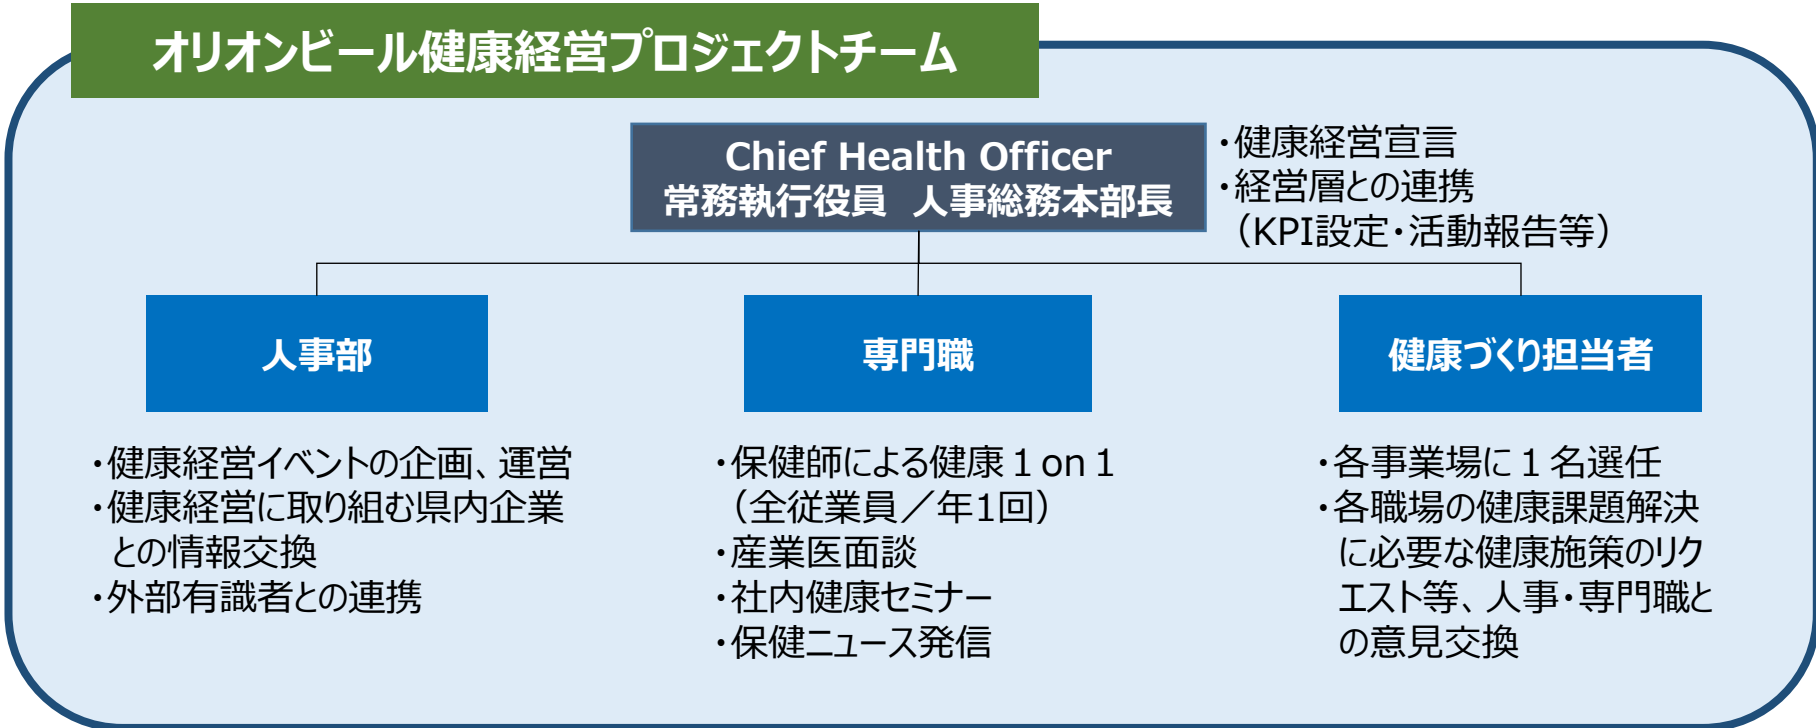 オリオンビール健康経営プロジェクトチーム
Chief Health Officer
常務執行役員　人事総務本部長
・健康経営宣言
・経営層との連携
（KPI設定・活動報告等）
人事部
・健康経営イベントの企画、運営
・健康経営に取り組む県内企業
との情報交換
・外部有識者との連携
専門職
・保健師による健康１on１
（全従業員／年1回）
・産業医面談
・社内健康セミナー
・保健ニュース発信
健康づくり担当者
・各事業場に１名選任
・各職場の健康課題解決
に必要な健康施策のリク
エスト等、人事・専門職と
の意見交換